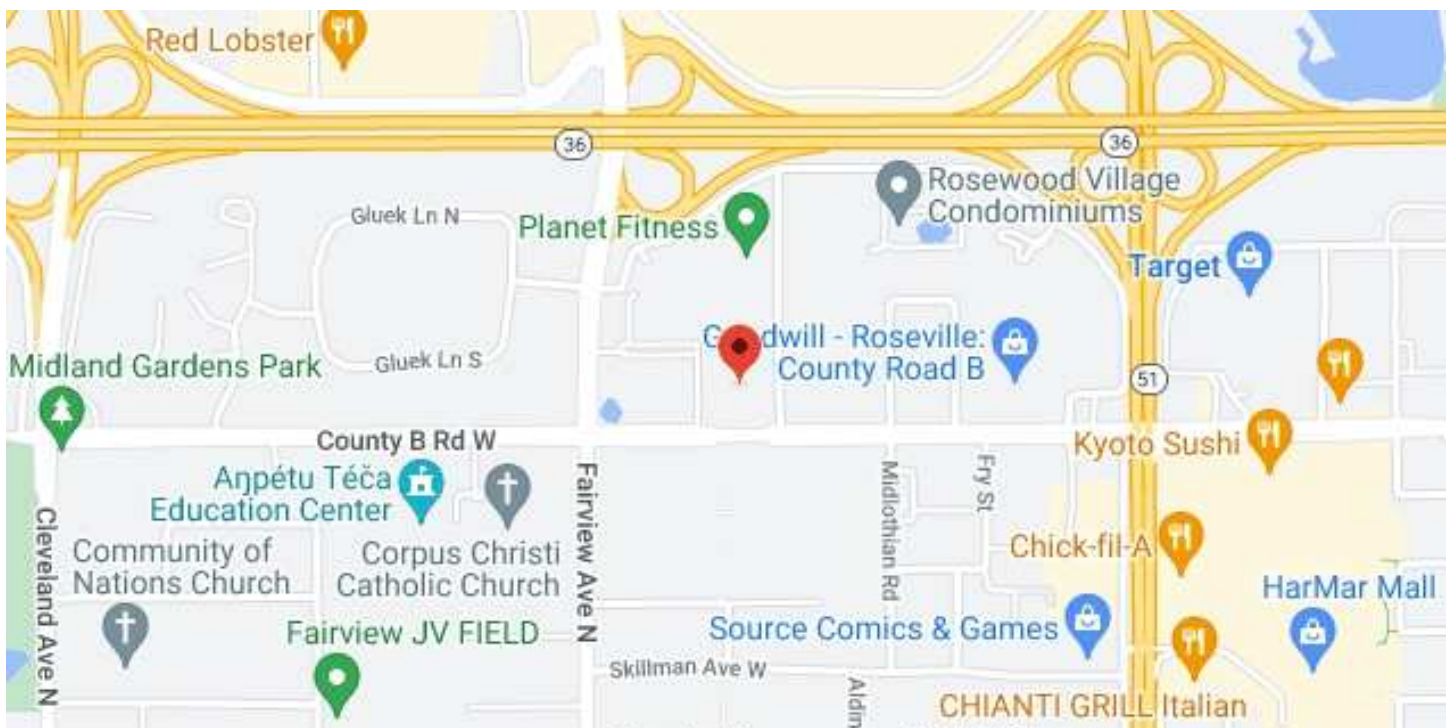 Red Lobster
36
36
Rosewood Village
Condominiums
Gluek Ln N
Planet Fitness
Target
dwill - Roseville:
County Road B
Gluek Ln S
Midland Gardens Park
51
County B Rd W
Kyoto Sushi
Aŋpétu Téča
Education Center
Fairview Ave N
Midlothian Rd
Fry St
Cleveland Ave N
Community of
Nations Church
Corpus Christi
Catholic Church
Chick-fil-A
HarMar Mall
Fairview JV FIELD
Source Comics & Games
Skillman Ave W
Aldin
CHIANTI GRILL Italian